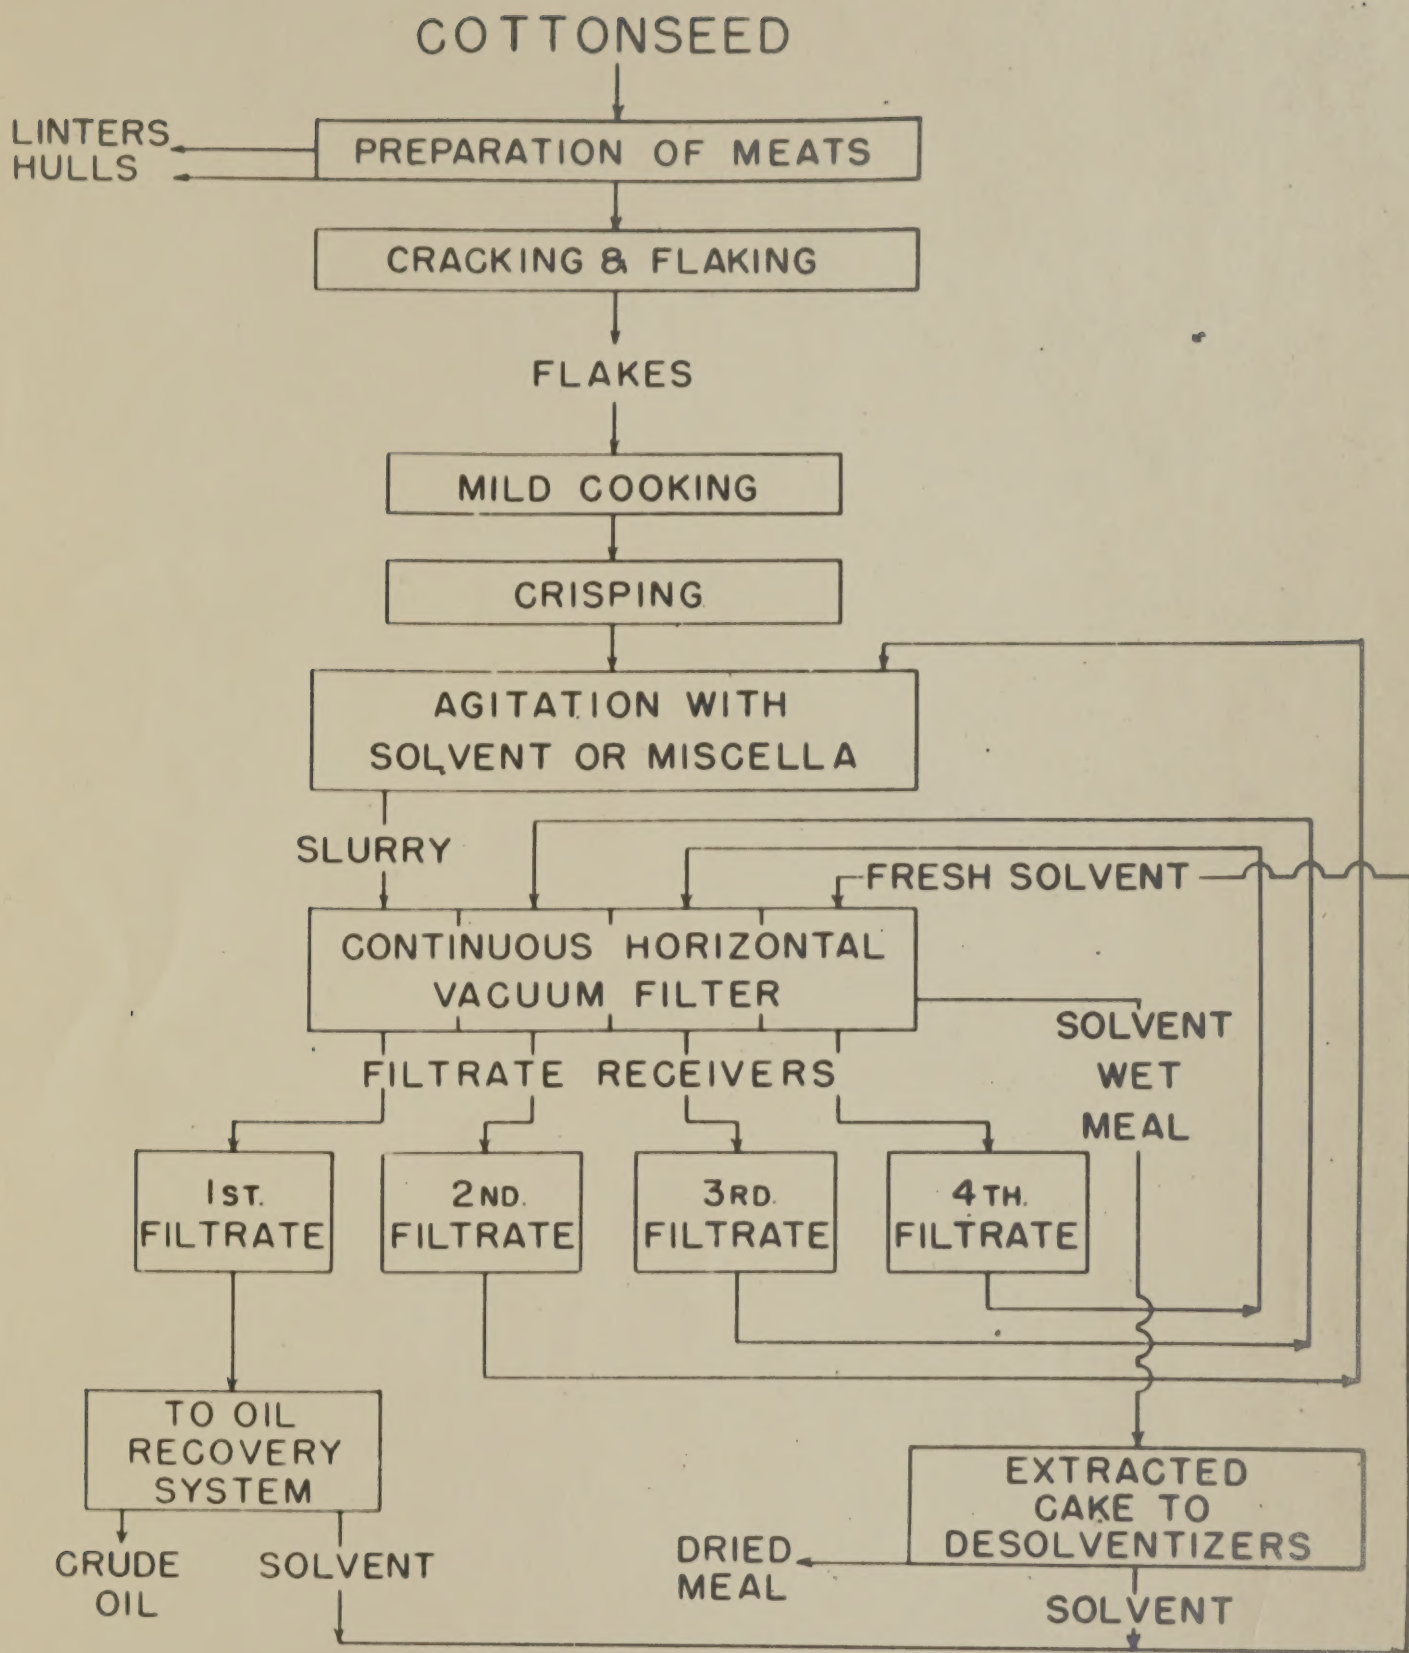 COTTONSEED
LINTERS
HULLS
PREPARATION OF MEATS
CRACKING & FLAKING
FLAKES
MILD COOKING
CRISPING
AGITATION WITH
SOLVENT OR MISCELLA
SLURRY
FRESH SOLVENT
CONTINUOUS HORIZONTAL
VACUUM FILTER
SOLVENT
WET
MEAL
FILTRATE RECEIVERS
1ST.
FILTRATE
2ND.
FILTRATE
3RD.
FILTRATE
4TH.
FILTRATE
TO OIL
RECOVERY
SYSTEM
EXTRACTED
CAKE TO
DESOLVENTIZERS
CRUDE
OIL
SOLVENT
DRIED
MEAL
SOLVENT